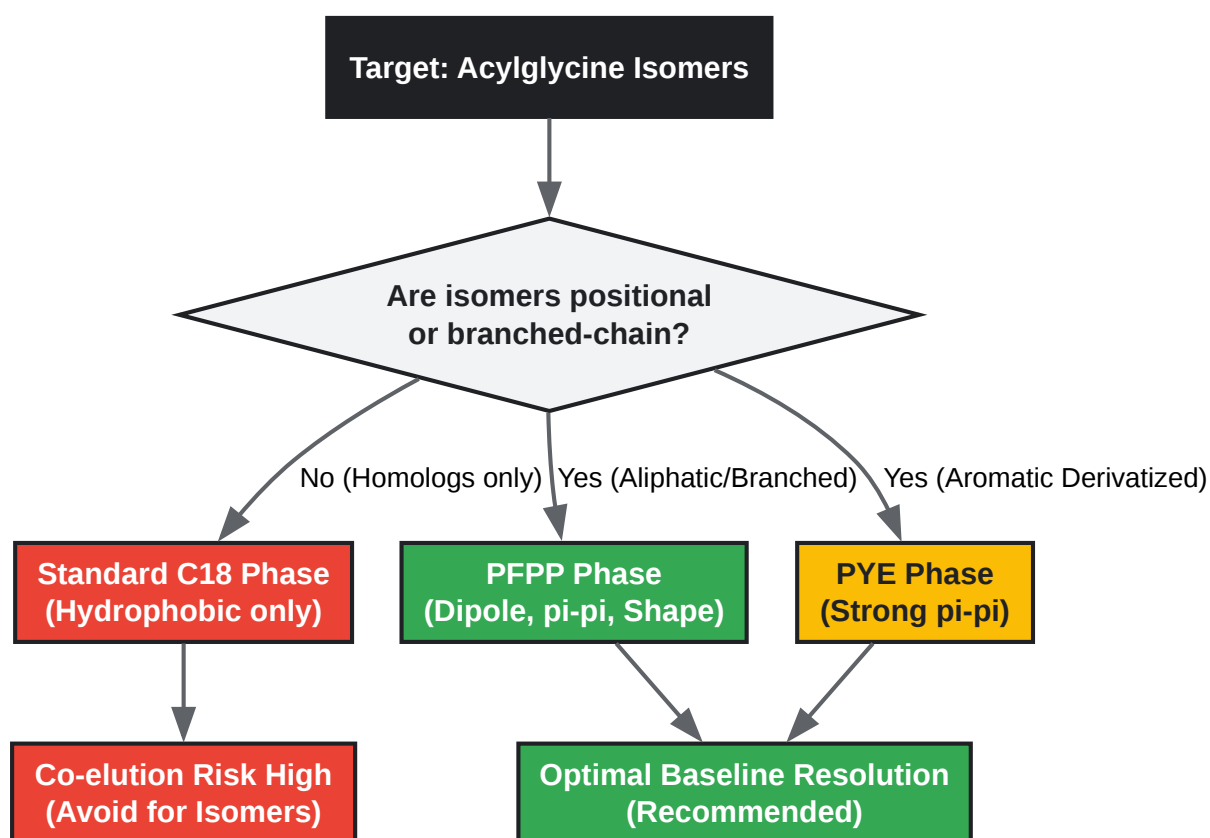 Target: Acylglycine Isomers
Are isomers positional
or branched-chain?
No (Homologs only)
Yes (Aliphatic/Branched)
Yes (Aromatic Derivatized)
Standard C18 Phase
(Hydrophobic only)
PFPP Phase
(Dipole, pi-pi, Shape)
PYE Phase
(Strong pi-pi)
Co-elution Risk High
(Avoid for Isomers)
Optimal Baseline Resolution
(Recommended)